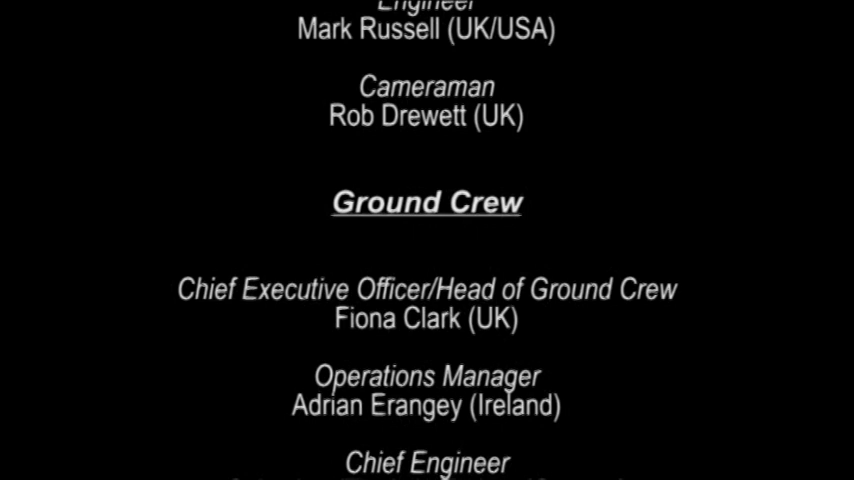 Engineer
Mark Russell (UK/USA)
Cameraman
Rob Drewett (UK)
Ground Crew
Chief Executive Officer/Head of Ground Crew
Fiona Clark (UK)
Operations Manager
Adrian Erangey (Ireland)
Chief Engineer